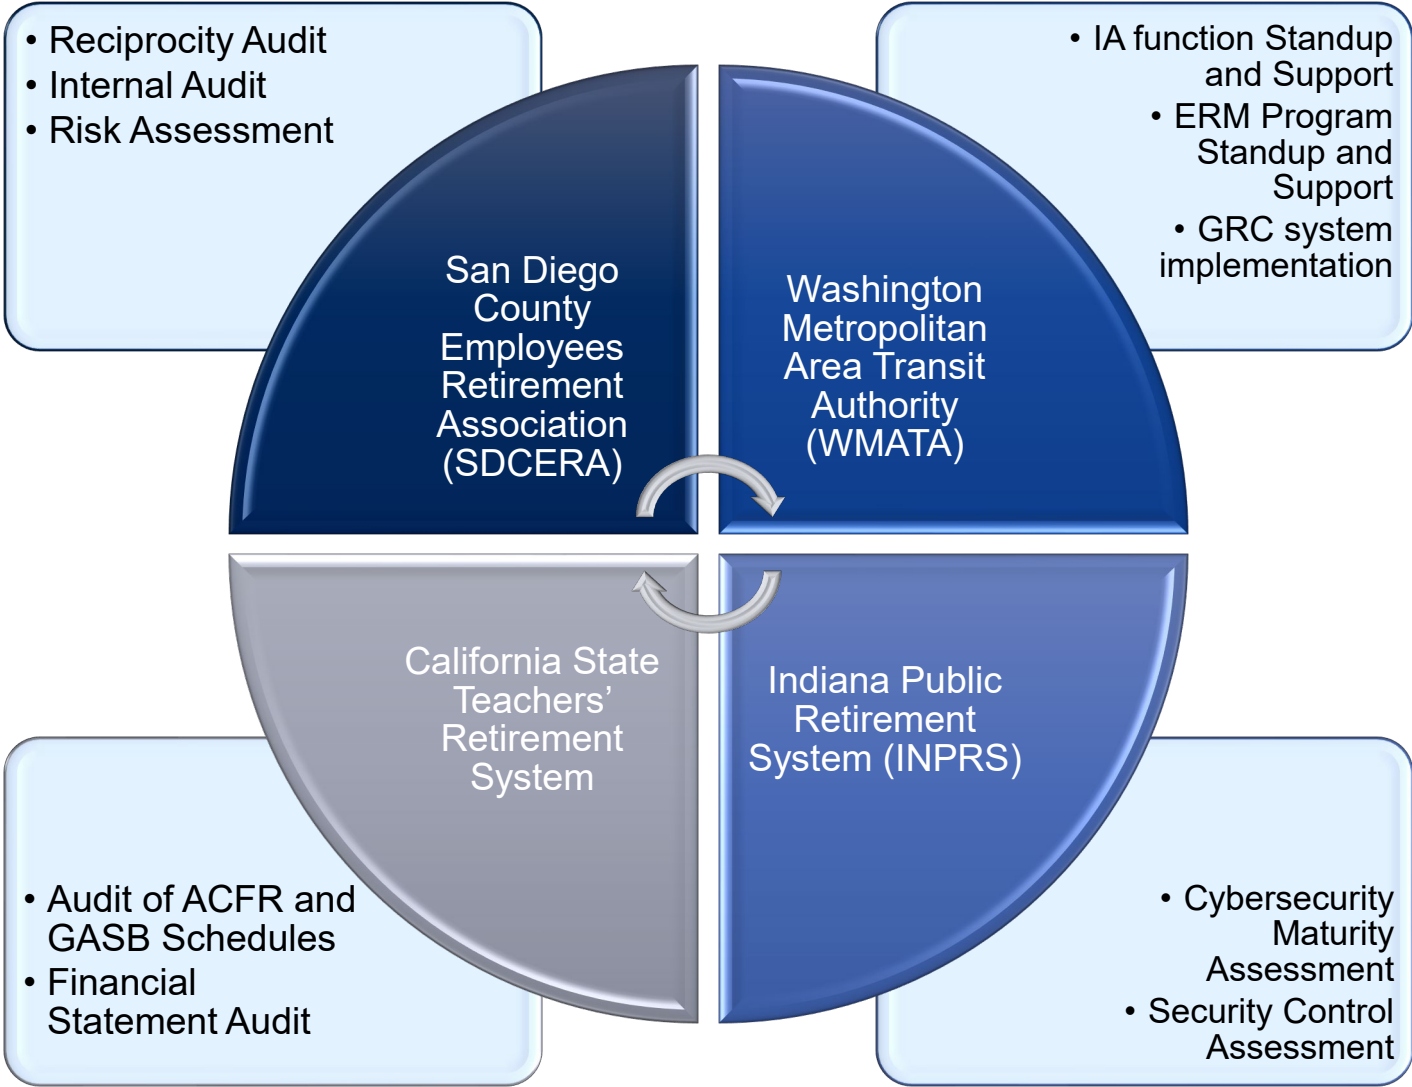 • Reciprocity Audit
• Internal Audit
• Risk Assessment
• IA function Standup
and Support
• ERM Program
Standup and
Support
• GRC system
implementation
San Diego
County
Employees
Retirement
Association
(SDCERA)
Washington
Metropolitan
Area Transit
Authority
(WMATA)
California State
Teachers’
Retirement
System
Indiana Public
Retirement
System (INPRS)
• Audit of ACFR and
GASB Schedules
• Financial
Statement Audit
• Cybersecurity
Maturity
Assessment
• Security Control
Assessment